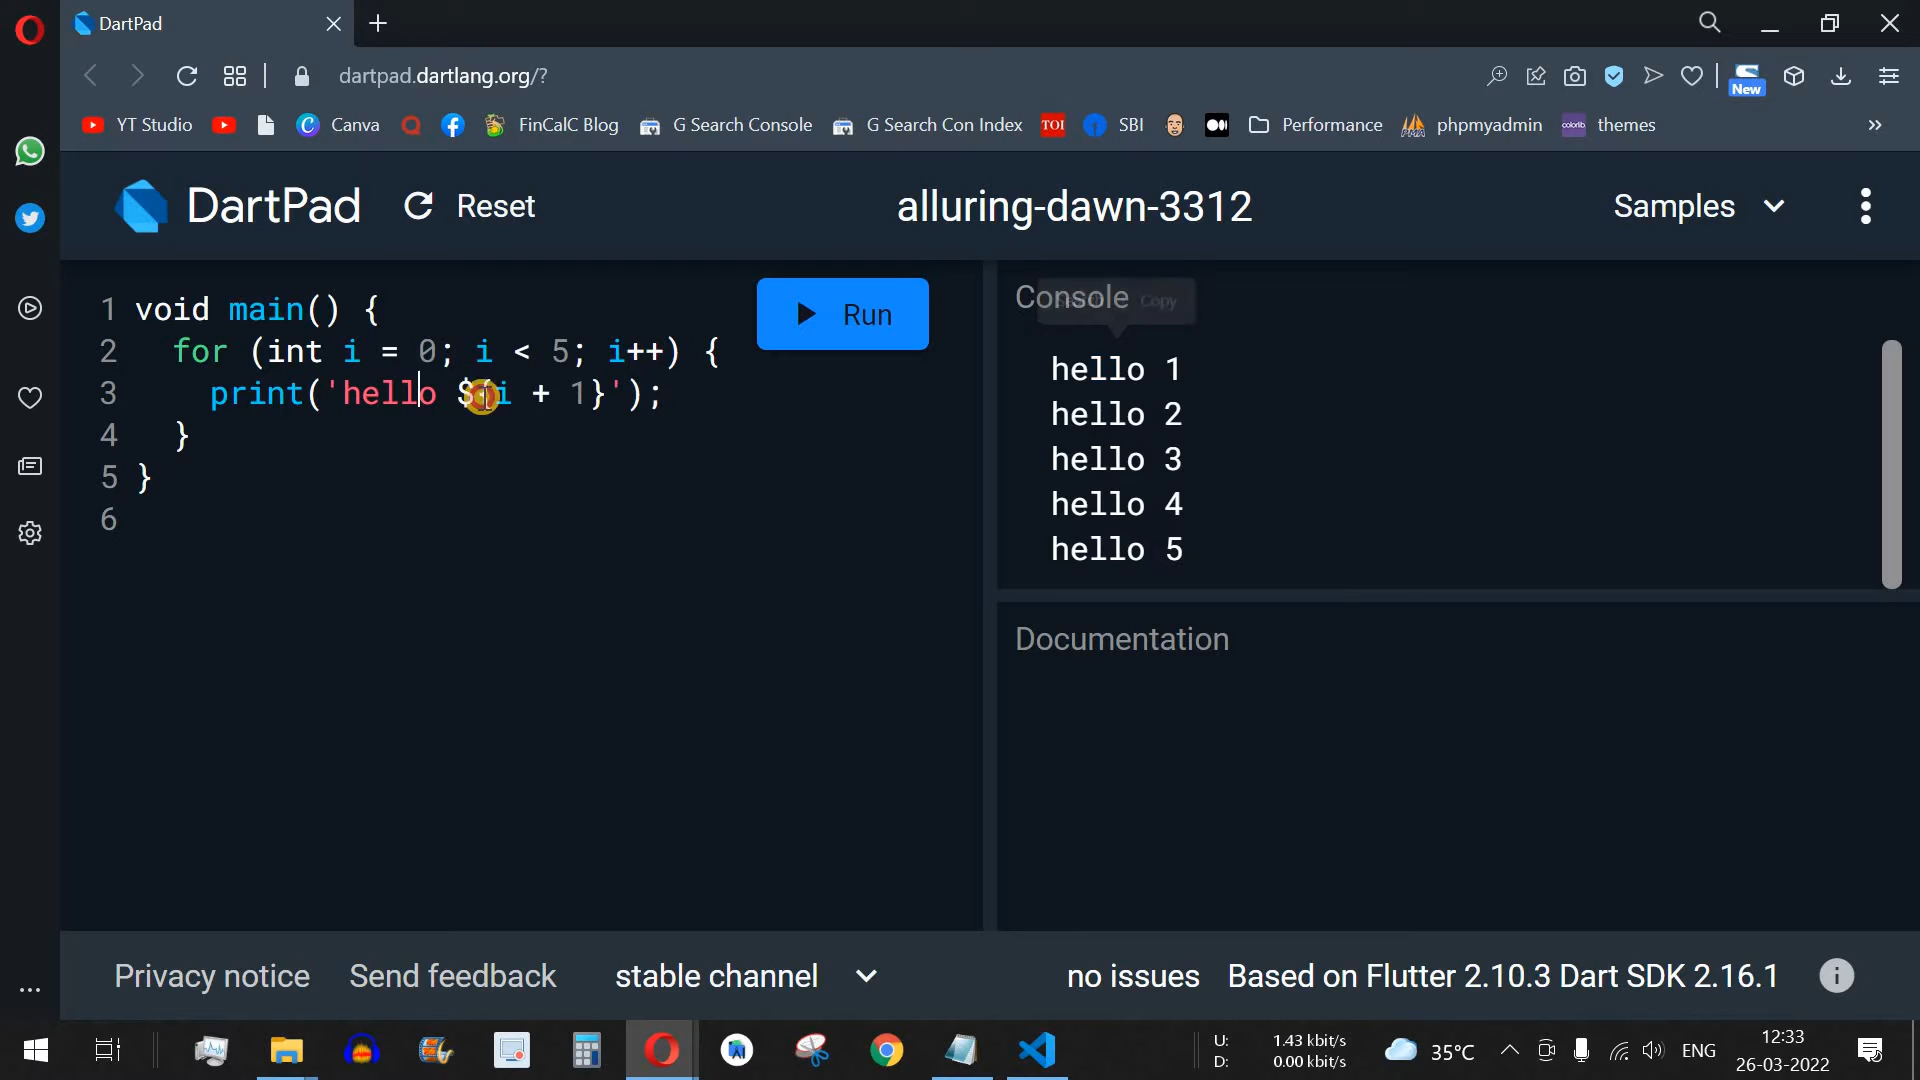 DartPad
dartpad.dartlang.org/?
New
YT Studio
Canva
FinCalC Blog
G Search Console
G Search Con Index
TOI
SBI
Performance
phpmyadmin
colorlib
themes
DartPad
Reset
alluring-dawn-3312
Samples
1 void main() {
2 for (int i = 0; i < 5; i++) {
3 print('hello ${i + 1}');
4 }
5 }
6
Run
Console
Copy
hello 1
hello 2
hello 3
hello 4
hello 5
Documentation
Privacy notice
Send feedback
stable channel
no issues
Based on Flutter 2.10.3 Dart SDK 2.16.1
U: 1.43 kbit/s
D: 0.00 kbit/s
35°C
ENG
12:33
26-03-2022